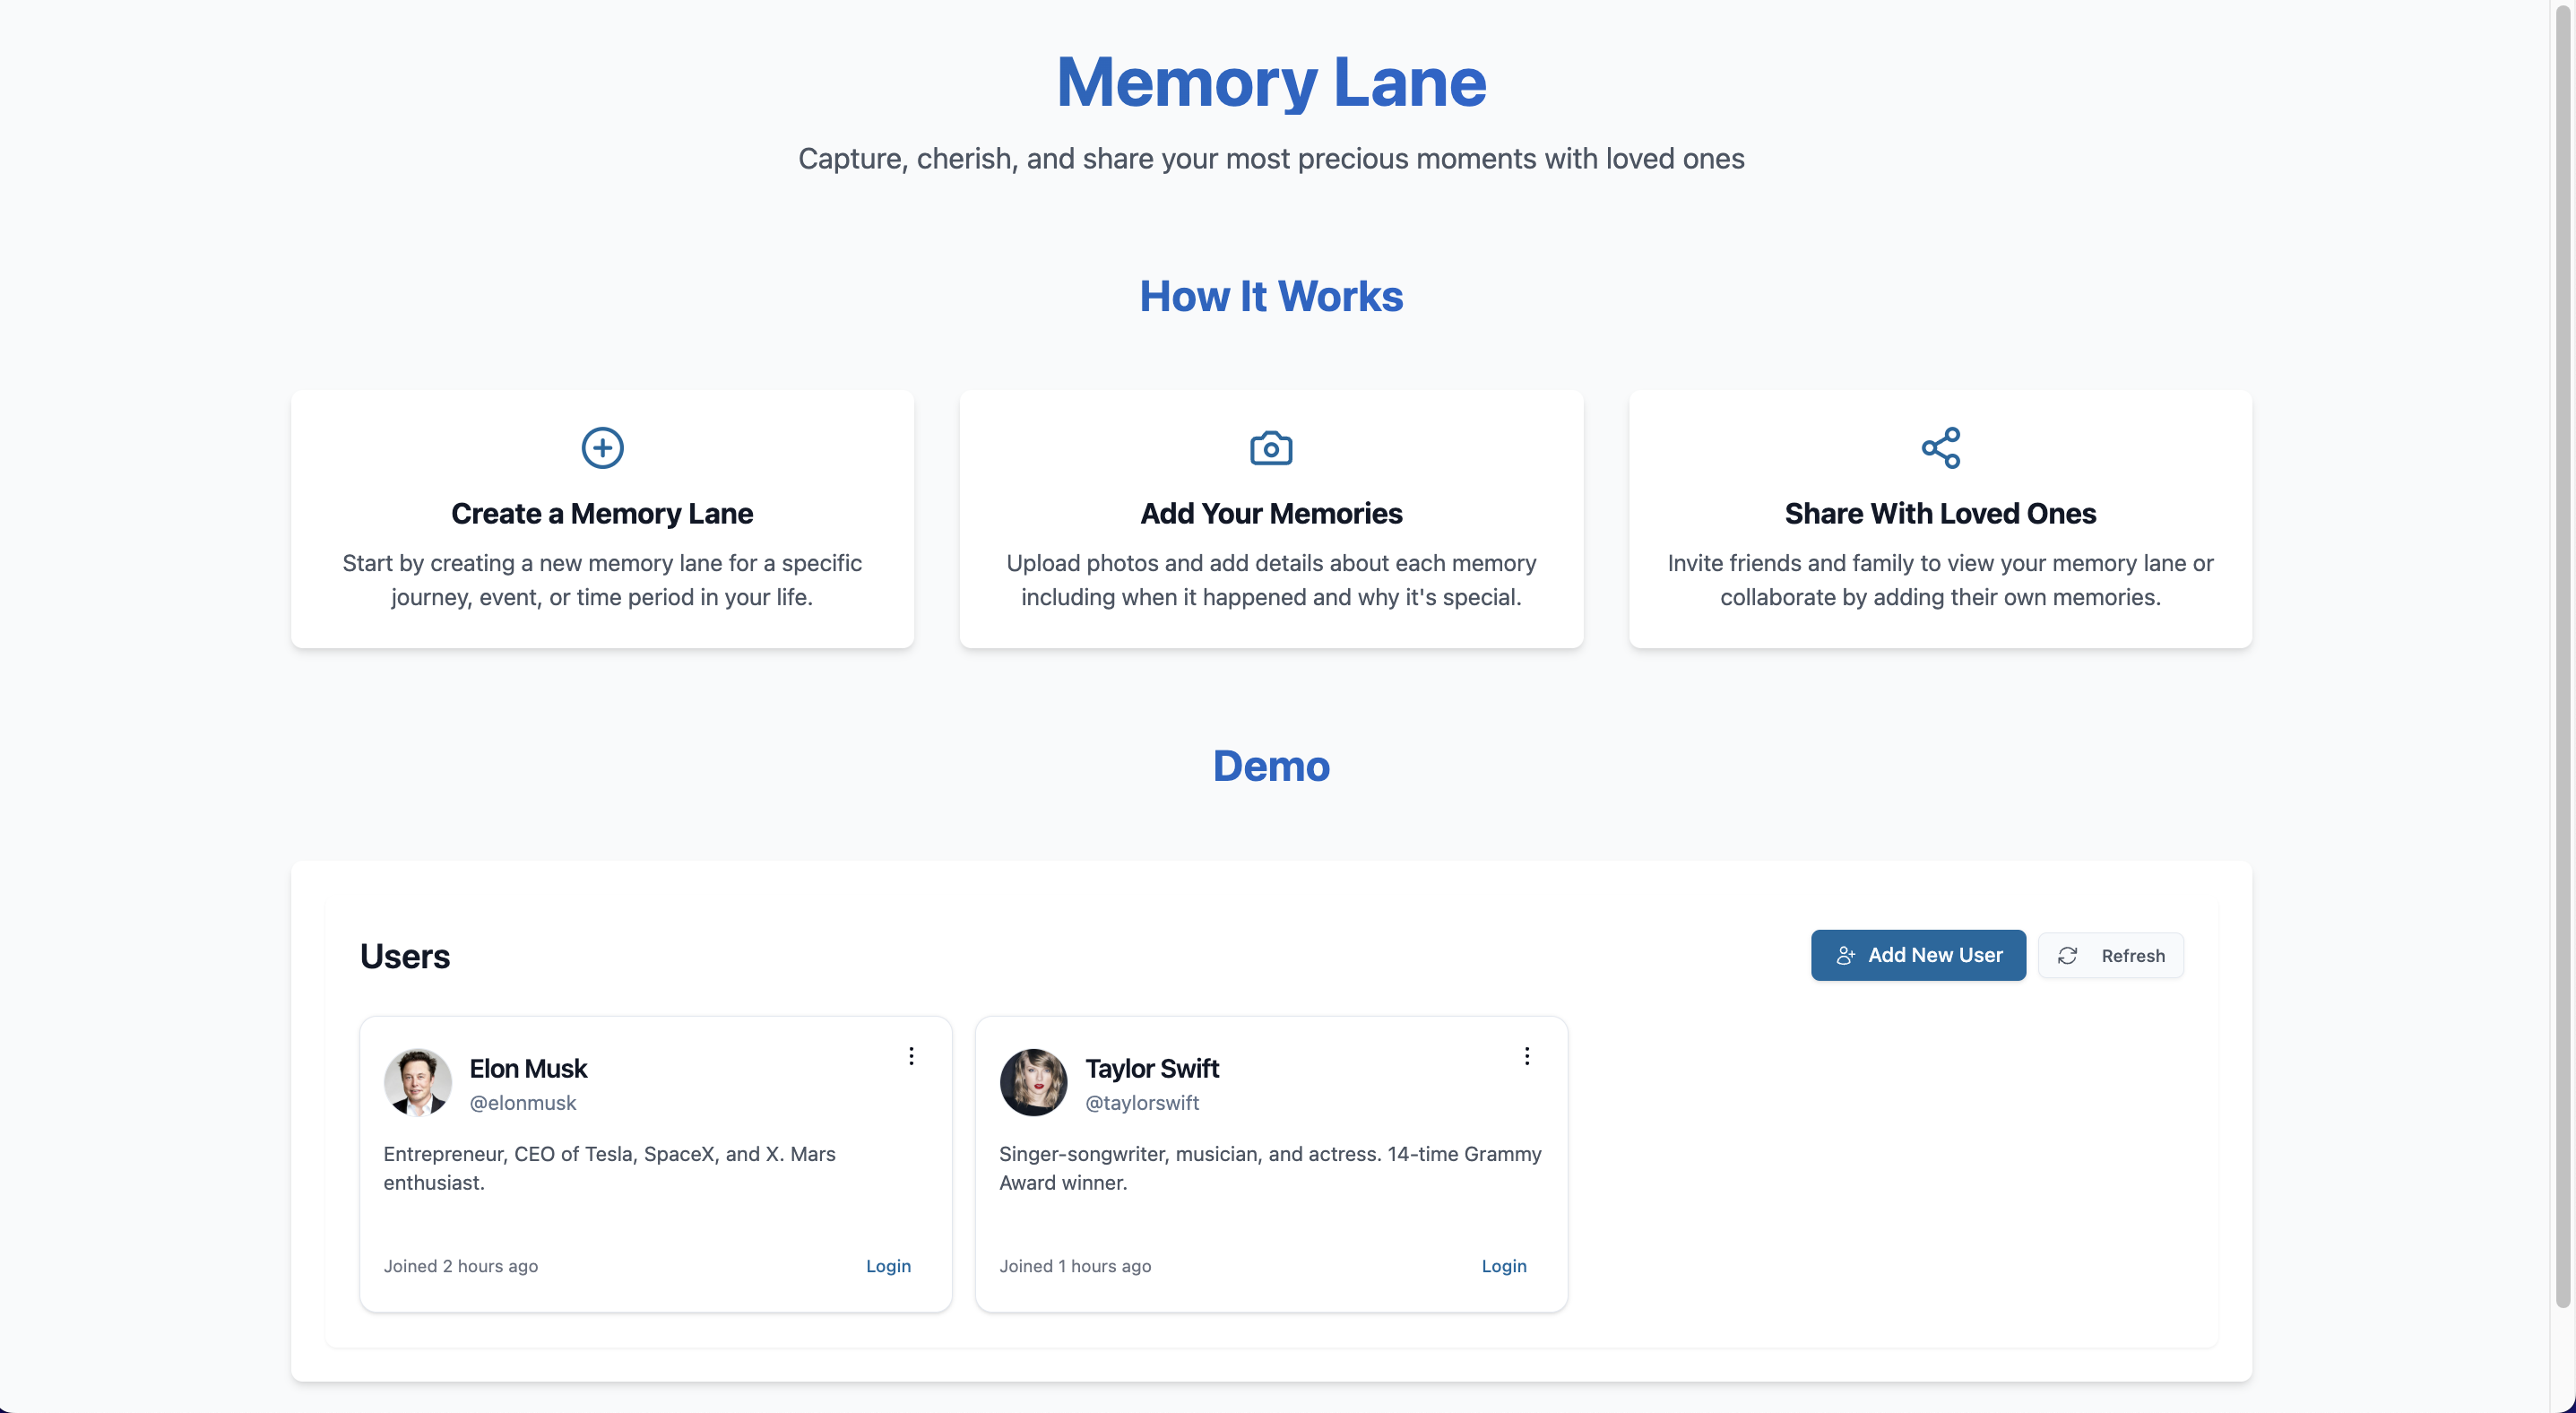 Memory Lane
Capture, cherish, and share your most precious moments with loved ones
How It Works
Create a Memory Lane
Start by creating a new memory lane for a specific
journey, event, or time period in your life.
Add Your Memories
Upload photos and add details about each memory
including when it happened and why it's special.
Share With Loved Ones
Invite friends and family to view your memory lane or
collaborate by adding their own memories.
Demo
Users
Add New User
Refresh
Elon Musk
@elonmusk
Entrepreneur, CEO of Tesla, SpaceX, and X. Mars
enthusiast.
Joined 2 hours ago
Login
Taylor Swift
@taylorswift
Singer-songwriter, musician, and actress. 14-time Grammy
Award winner.
Joined 1 hours ago
Login